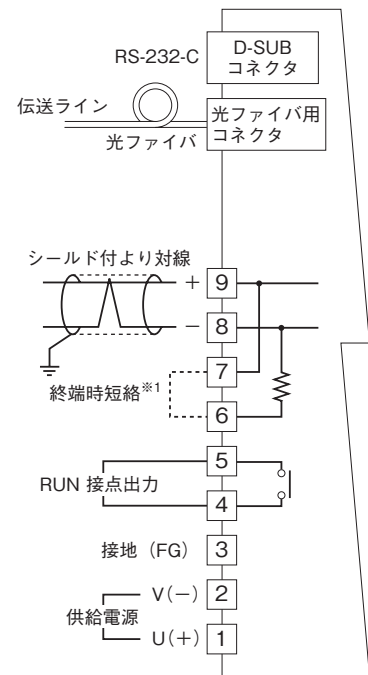 RS-232-C
D-SUB
コネクタ
伝送ライン
光ファイバ
光ファイバ用
コネクタ
シールド付より対線
+ 9
− 8
7
終端時短絡※1
6
5
RUN 接点出力
4
接地（FG） 3
V(−) 2
供給電源
U(+) 1